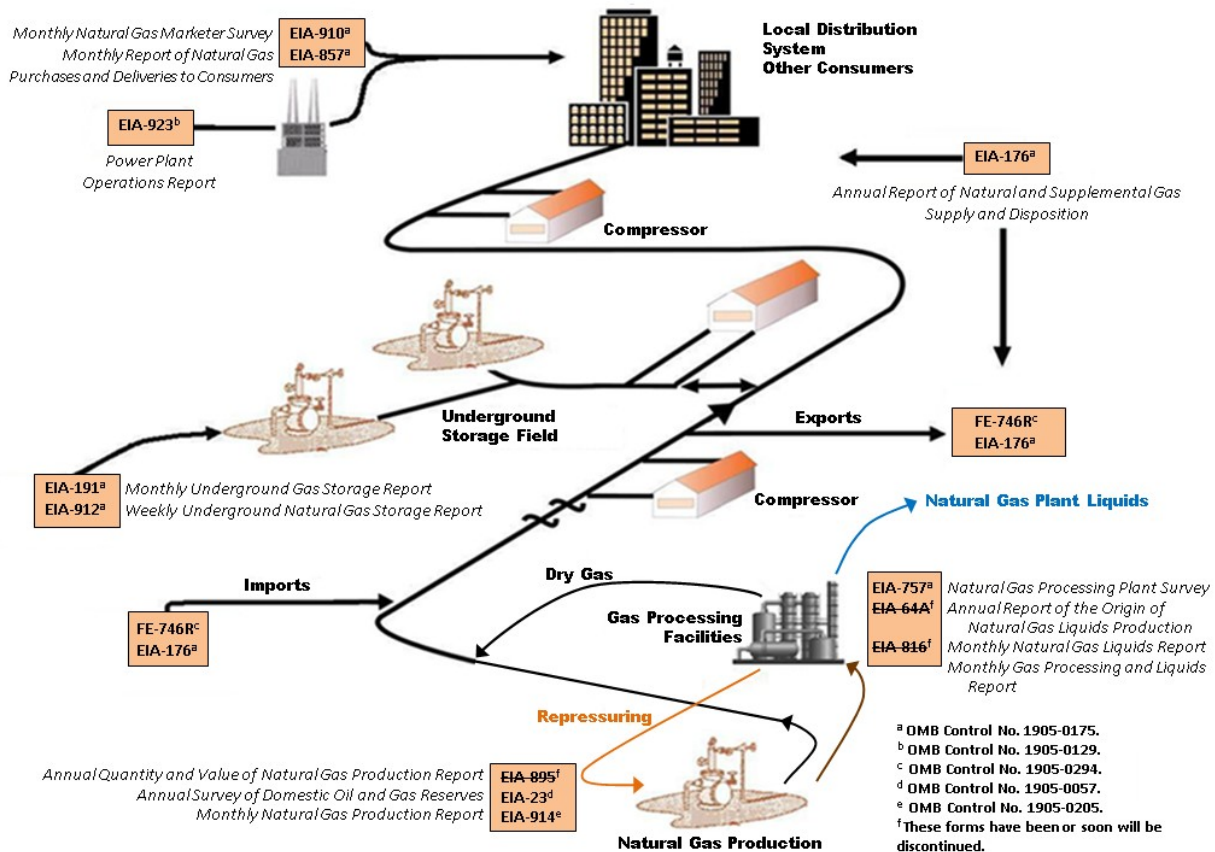 Monthly Natural Gas Marketer Survey
Monthly Report of Natural Gas
Purchases and Deliveries to Consumers
EIA-910ᵃ
EIA-857ᵃ
Local Distribution
System
Other Consumers
EIA-923ᵇ
Power Plant
Operations Report
EIA-176ᵃ
Annual Report of Natural and Supplemental Gas
Supply and Disposition
Compressor
Underground
Storage Field
Exports
FE-746Rᶜ
EIA-176ᵃ
EIA-191ᵃ
EIA-912ᵃ
Monthly Underground Gas Storage Report
Weekly Underground Natural Gas Storage Report
Compressor
Natural Gas Plant Liquids
Imports
FE-746Rᶜ
EIA-176ᵃ
Dry Gas
Gas Processing
Facilities
EIA-757ᵃ
EIA-64Aᶠ
EIA-816ᶠ
Natural Gas Processing Plant Survey
Annual Report of the Origin of
Natural Gas Liquids Production
Monthly Natural Gas Liquids Report
Monthly Gas Processing and Liquids
Report
Repressuring
Annual Quantity and Value of Natural Gas Production Report
Annual Survey of Domestic Oil and Gas Reserves
Monthly Natural Gas Production Report
EIA-895ᶠ
EIA-23ᵈ
EIA-914ᵉ
Natural Gas Production
ᵃ OMB Control No. 1905-0175.
ᵇ OMB Control No. 1905-0129.
ᶜ OMB Control No. 1905-0294.
ᵈ OMB Control No. 1905-0057.
ᵉ OMB Control No. 1905-0205.
ᶠ These forms have been or soon will be
discontinued.